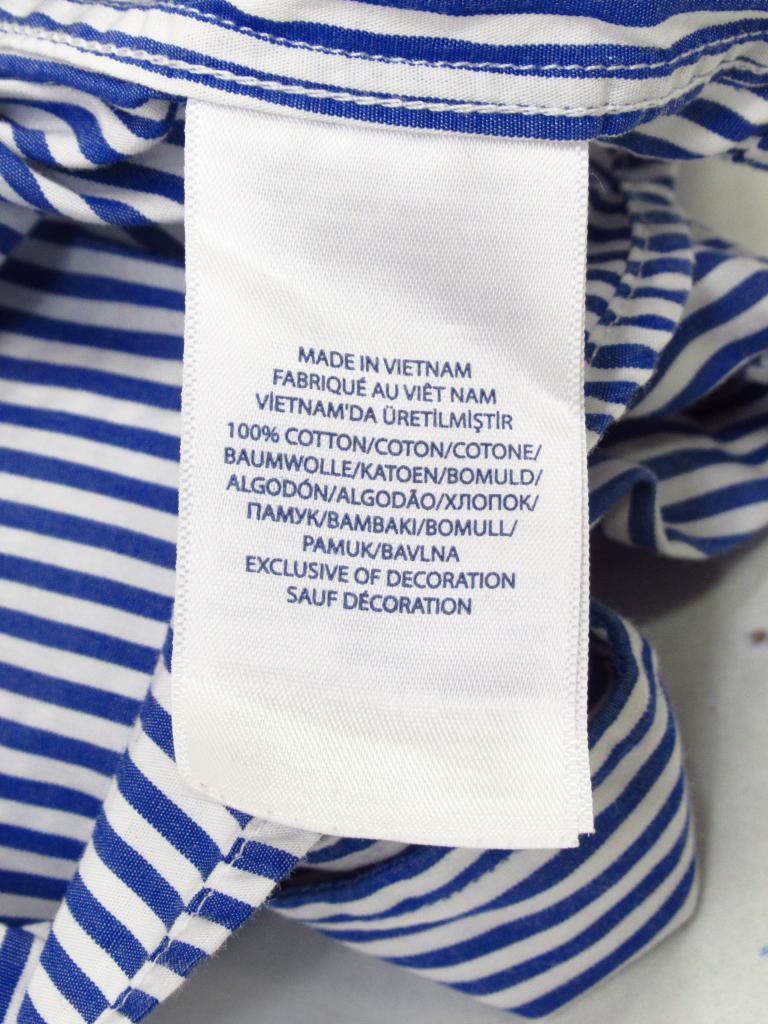 MADE IN VIETNAM
FABRIQUÉ AU VIÊT NAM
VİETNAM'DA ÜRETİLMİŞTİR
100% COTTON/COTON/COTONE/
BAUMWOLLE/KATOEN/BOMULD/
ALGODÓN/ALGODÃO/ХЛОПОК/
ПАМУК/ΒΑΜΒΑΚΙ/BOMULL/
PAMUK/BAVLNA
EXCLUSIVE OF DECORATION
SAUF DÉCORATION